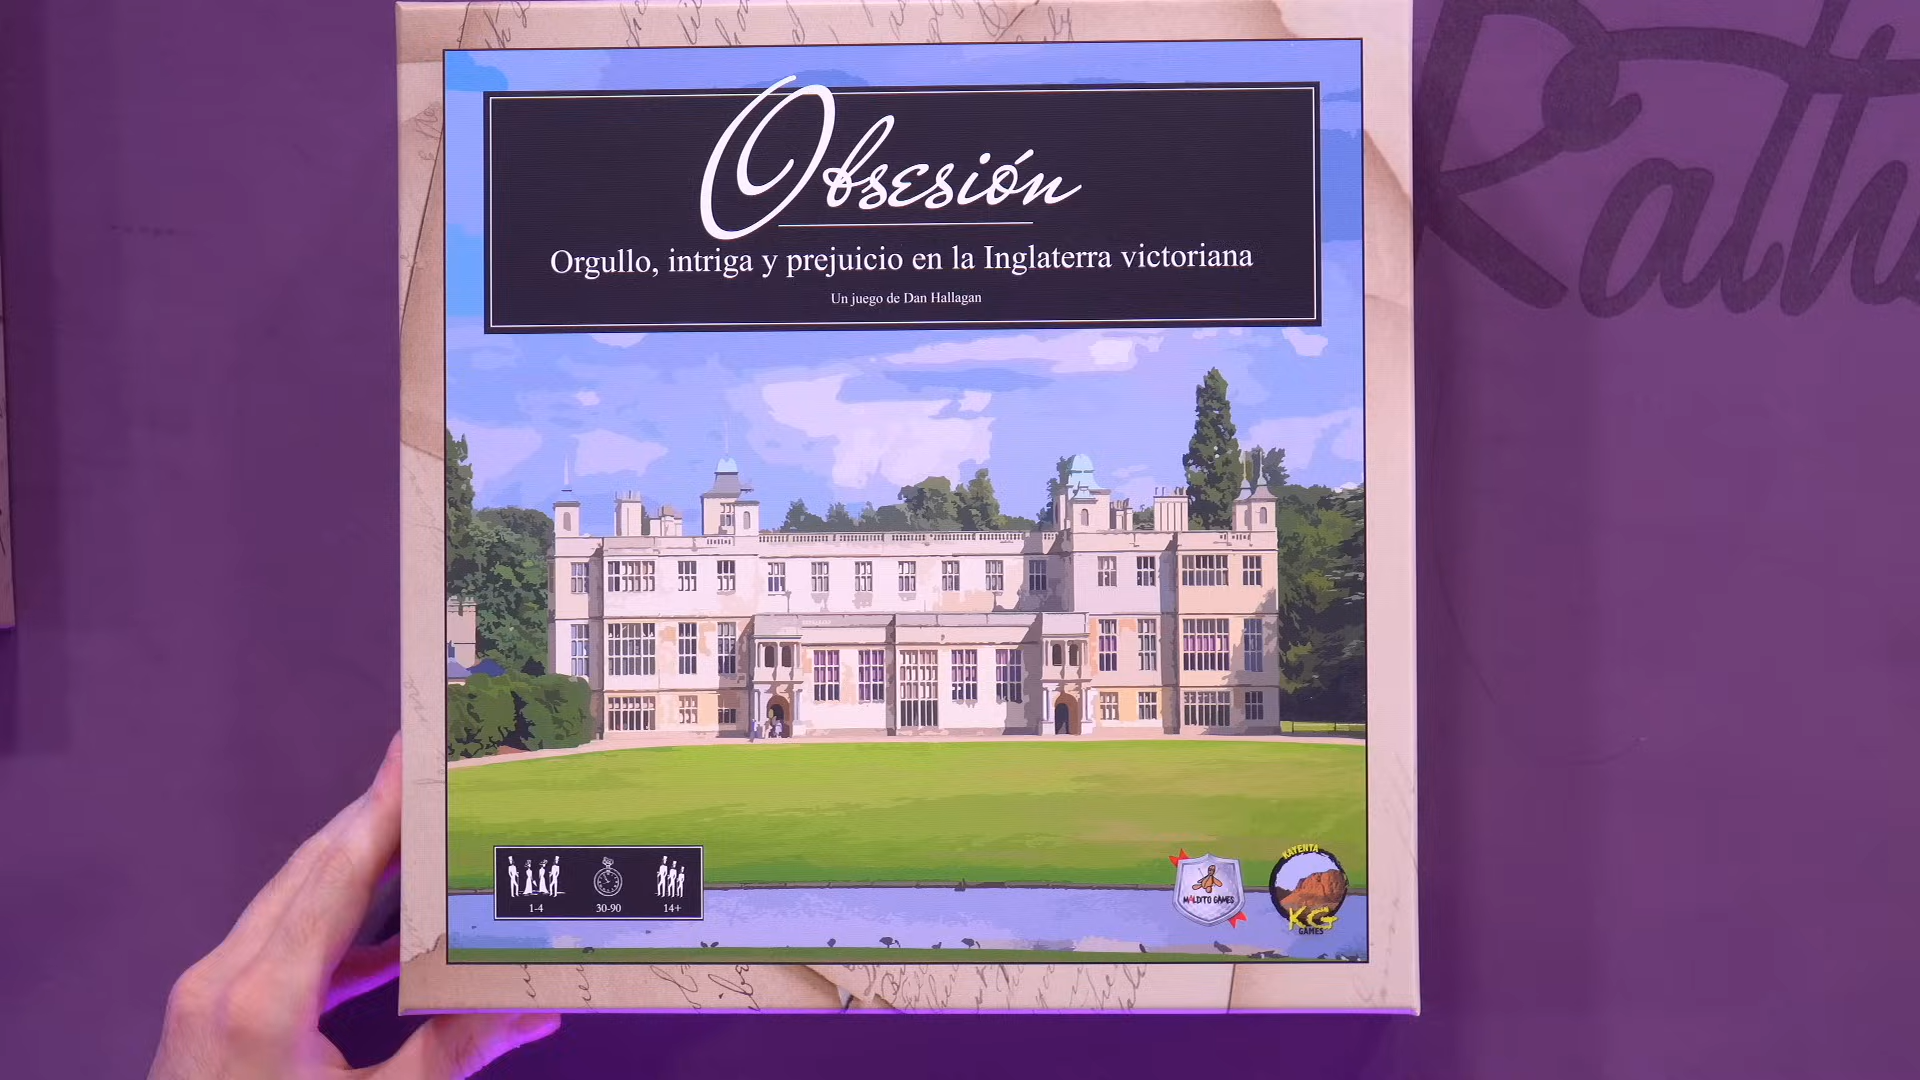 Obsesión
Orgullo, intriga y prejuicio en la Inglaterra victoriana
Un juego de Dan Hallagan
1-4
30-90
14+
MALDITO GAMES
KAYENTA
KG
GAMES